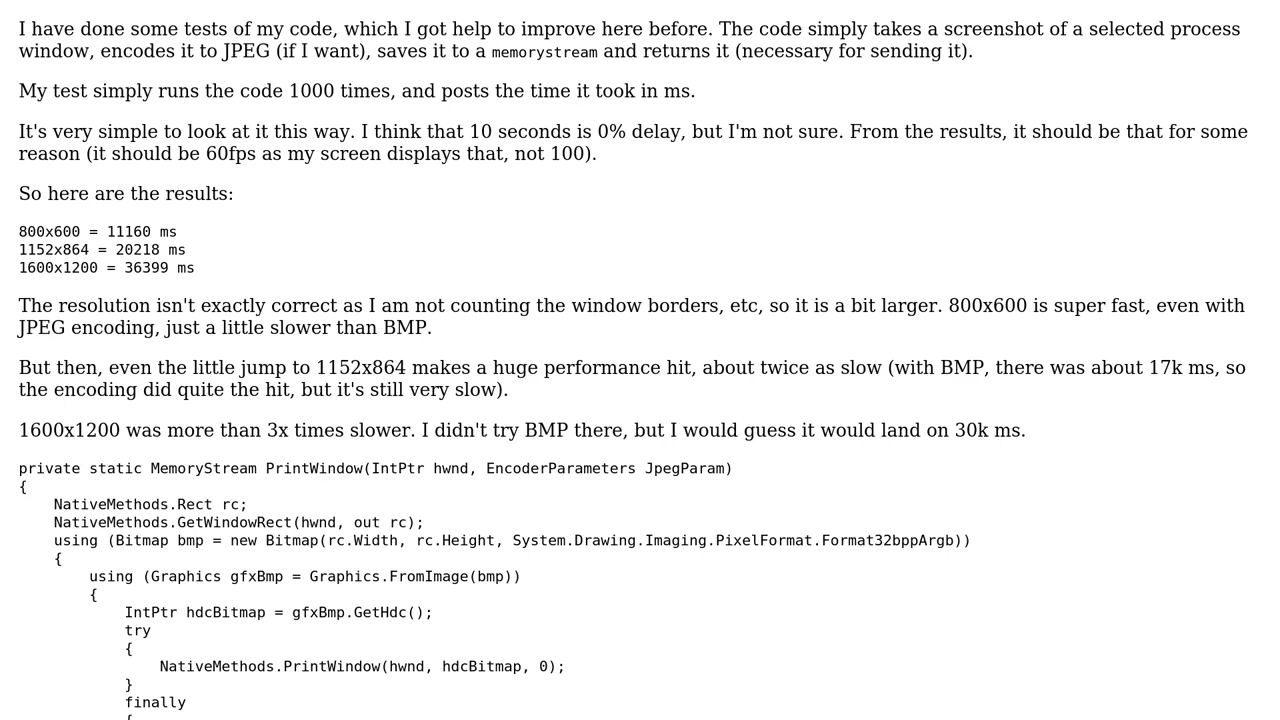 I have done some tests of my code, which I got help to improve here before. The code simply takes a screenshot of a selected process
window, encodes it to JPEG (if I want), saves it to a memorystream and returns it (necessary for sending it).
My test simply runs the code 1000 times, and posts the time it took in ms.
It's very simple to look at it this way. I think that 10 seconds is 0% delay, but I'm not sure. From the results, it should be that for some
reason (it should be 60fps as my screen displays that, not 100).
So here are the results:
800x600 = 11160 ms
1152x864 = 20218 ms
1600x1200 = 36399 ms
The resolution isn't exactly correct as I am not counting the window borders, etc, so it is a bit larger. 800x600 is super fast, even with
JPEG encoding, just a little slower than BMP.
But then, even the little jump to 1152x864 makes a huge performance hit, about twice as slow (with BMP, there was about 17k ms, so
the encoding did quite the hit, but it's still very slow).
1600x1200 was more than 3x times slower. I didn't try BMP there, but I would guess it would land on 30k ms.
private static MemoryStream PrintWindow(IntPtr hwnd, EncoderParameters JpegParam)
{
    NativeMethods.Rect rc;
    NativeMethods.GetWindowRect(hwnd, out rc);
    using (Bitmap bmp = new Bitmap(rc.Width, rc.Height, System.Drawing.Imaging.PixelFormat.Format32bppArgb))
    {
        using (Graphics gfxBmp = Graphics.FromImage(bmp))
        {
            IntPtr hdcBitmap = gfxBmp.GetHdc();
            try
            {
                NativeMethods.PrintWindow(hwnd, hdcBitmap, 0);
            }
            finally
            {